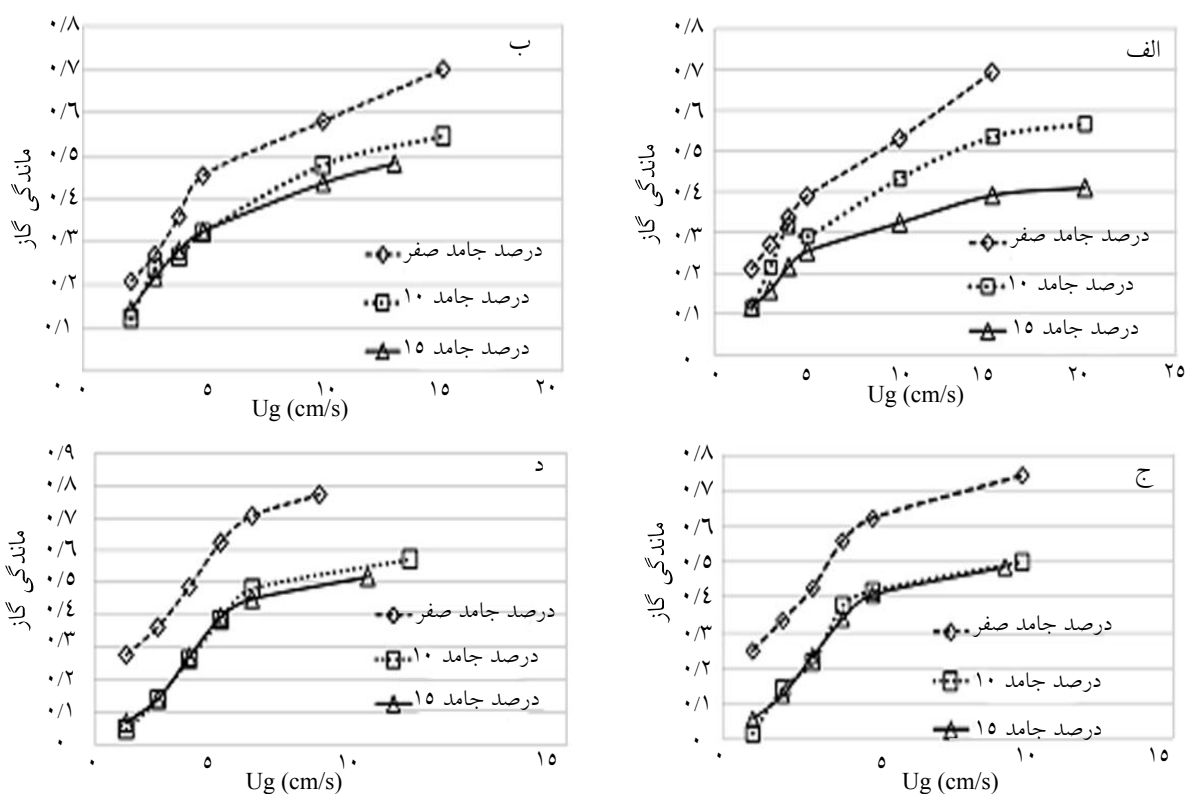 الف
ماندگی گاز
۰/۸
۰/۷
۰/۶
۰/۵
۰/۴
۰/۳
۰/۲
۰/۱
۰
درصد جامد صفر
درصد جامد ۱۰
درصد جامد ۱۵
۰ ۵ ۱۰ ۱۵ ۲۰ ۲۵
Ug (cm/s)
ب
ماندگی گاز
۰/۸
۰/۷
۰/۶
۰/۵
۰/۴
۰/۳
۰/۲
۰/۱
۰
درصد جامد صفر
درصد جامد ۱۰
درصد جامد ۱۵
۰ ۵ ۱۰ ۱۵ ۲۰
Ug (cm/s)
ج
ماندگی گاز
۰/۸
۰/۷
۰/۶
۰/۵
۰/۴
۰/۳
۰/۲
۰/۱
۰
درصد جامد صفر
درصد جامد ۱۰
درصد جامد ۱۵
۰ ۵ ۱۰ ۱۵
Ug (cm/s)
د
ماندگی گاز
۰/۹
۰/۸
۰/۷
۰/۶
۰/۵
۰/۴
۰/۳
۰/۲
۰/۱
۰
درصد جامد صفر
درصد جامد ۱۰
درصد جامد ۱۵
۰ ۵ ۱۰ ۱۵
Ug (cm/s)